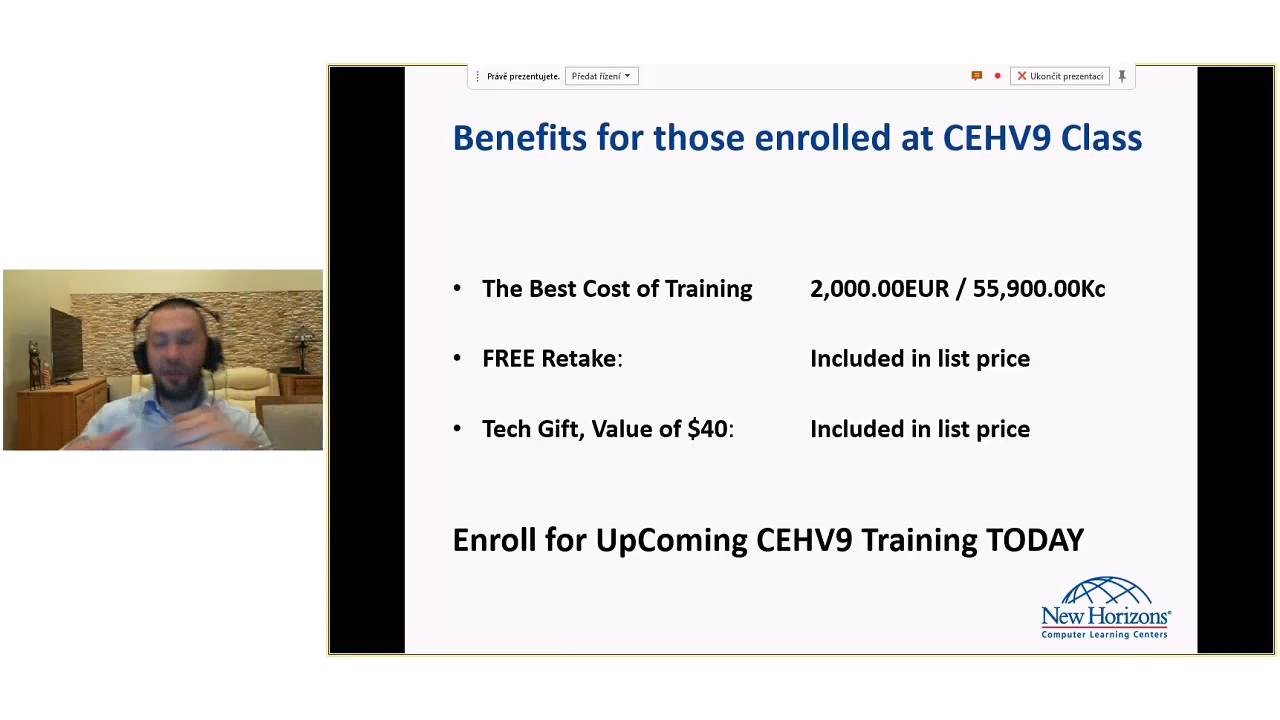 Právě prezentujete. Předat řízení Ukončit prezentaci
Benefits for those enrolled at CEHV9 Class
• The Best Cost of Training 2,000.00EUR / 55,900.00Kc
• FREE Retake: Included in list price
• Tech Gift, Value of $40: Included in list price
Enroll for UpComing CEHV9 Training TODAY
New Horizons®
Computer Learning Centers